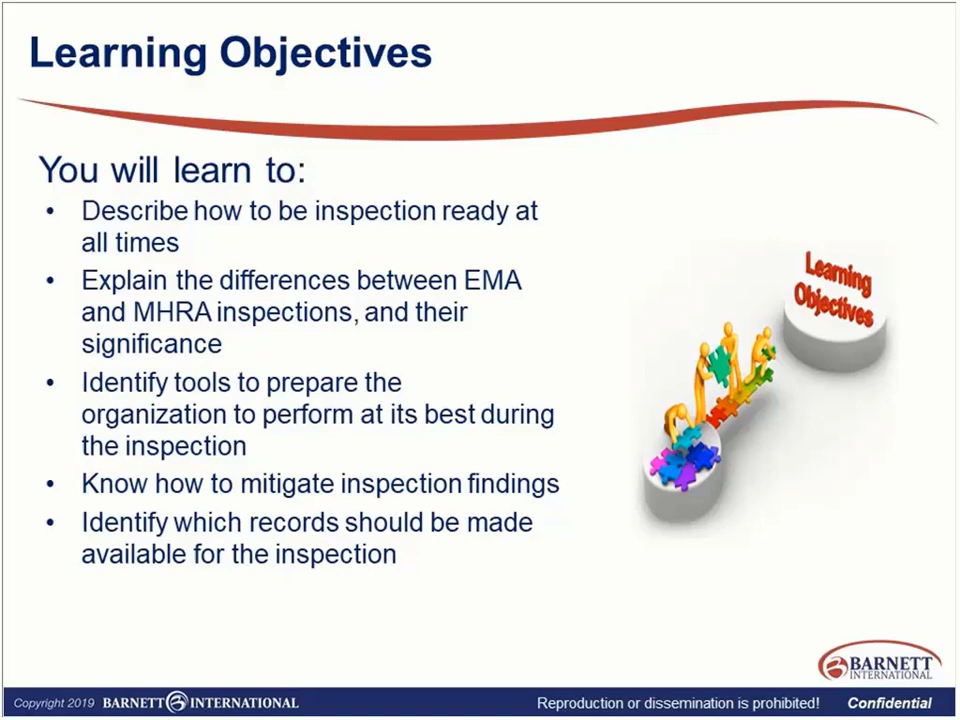 Learning Objectives
You will learn to:
• Describe how to be inspection ready at
all times
• Explain the differences between EMA
and MHRA inspections, and their
significance
• Identify tools to prepare the
organization to perform at its best during
the inspection
• Know how to mitigate inspection findings
• Identify which records should be made
available for the inspection
Learning
Objectives
BARNETT
INTERNATIONAL
Copyright 2019 BARNETT INTERNATIONAL Reproduction or dissemination is prohibited! Confidential